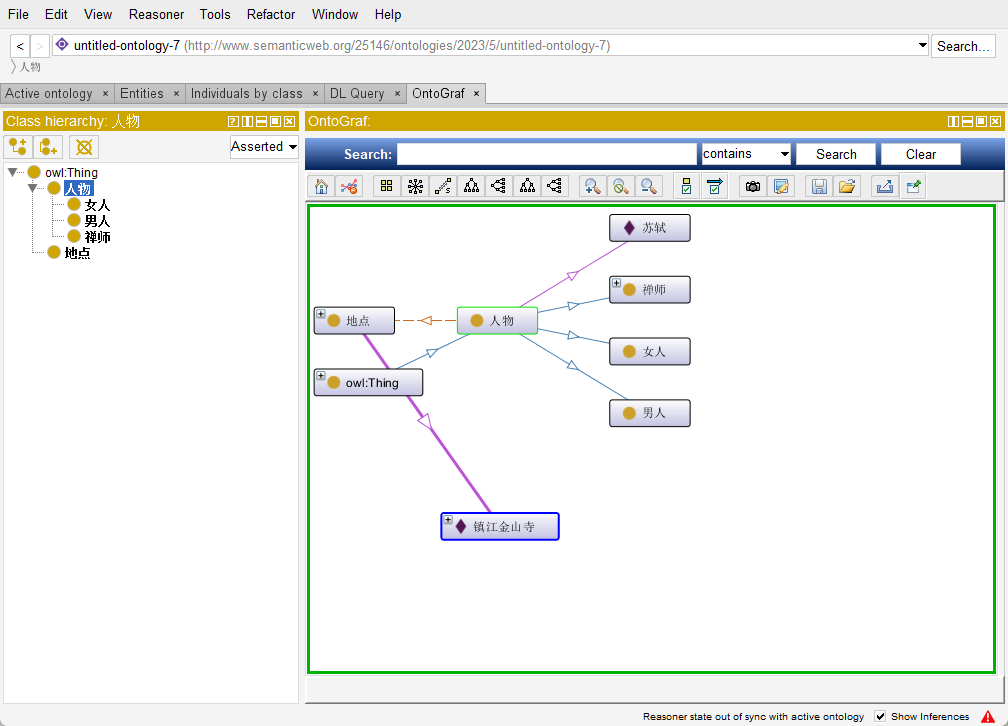 File Edit View Reasoner Tools Refactor Window Help
< > untitled-ontology-7 (http://www.semanticweb.org/25146/ontologies/2023/5/untitled-ontology-7) Search...
人物
Active ontology × Entities × Individuals by class × DL Query × OntoGraf ×
Class hierarchy: 人物
OntoGraf:
Asserted
Search: contains Search Clear
owl:Thing
人物
女人
男人
禅师
地点
苏轼
禅师
地点
人物
女人
owl:Thing
男人
镇江金山寺
Reasoner state out of sync with active ontology Show Inferences